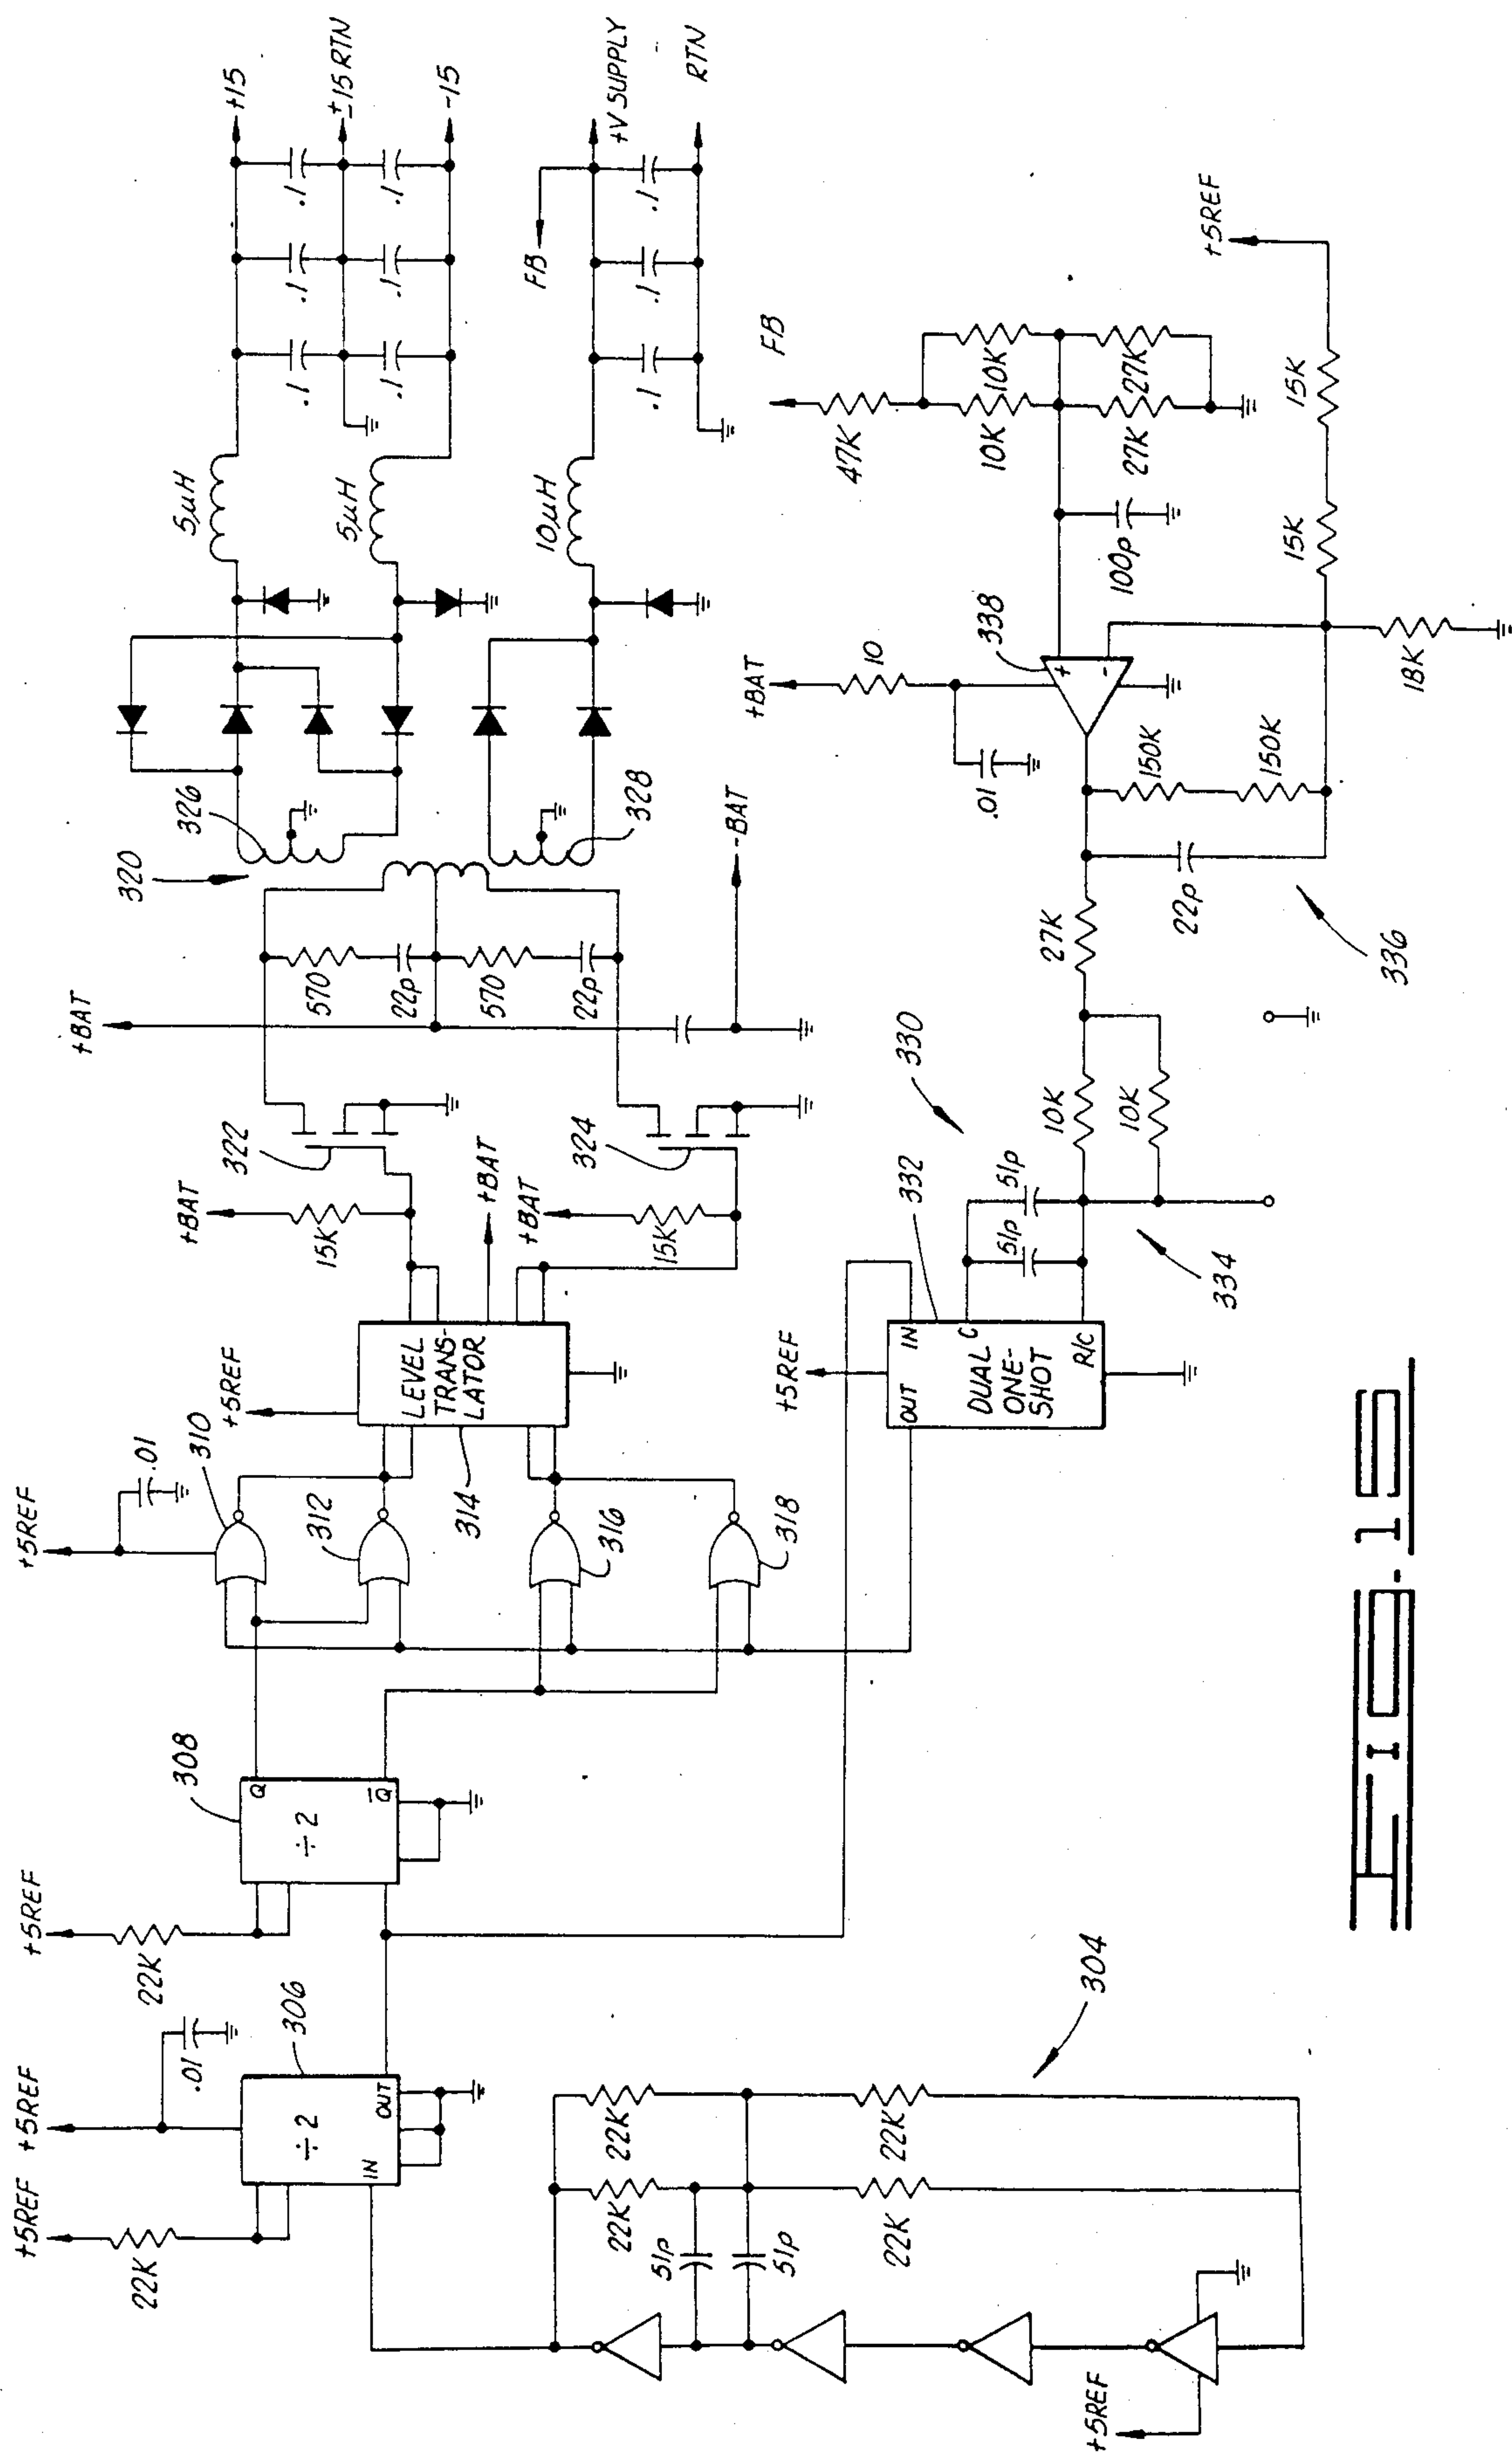 +15
±15 RTN
-15
+V SUPPLY
RTN
FB
.1
.1
.1
.1
.1
.1
.1
.1
.1
5µH
5µH
10µH
326
328
320
+BAT
-BAT
570
22p
570
22p
322
324
+BAT
15K
+BAT
+BAT
15K
+5REF
LEVEL
TRANS-
LATOR
314
+5REF
.01
310
312
316
318
308
Q
Q̅
÷2
+5REF
22K
306
+5REF
.01
÷2
IN
OUT
+5REF
22K
22K
22K
51p
51p
22K
22K
304
+5REF
330
332
+5REF
IN
OUT
C
R/C
DUAL
ONE-
SHOT
51p
51p
334
10K
10K
27K
22p
336
150K
150K
+BAT
10
.01
338
+
-
100p
FB
47K
10K
10K
27K
27K
+5REF
15K
15K
18K
FIG. 15